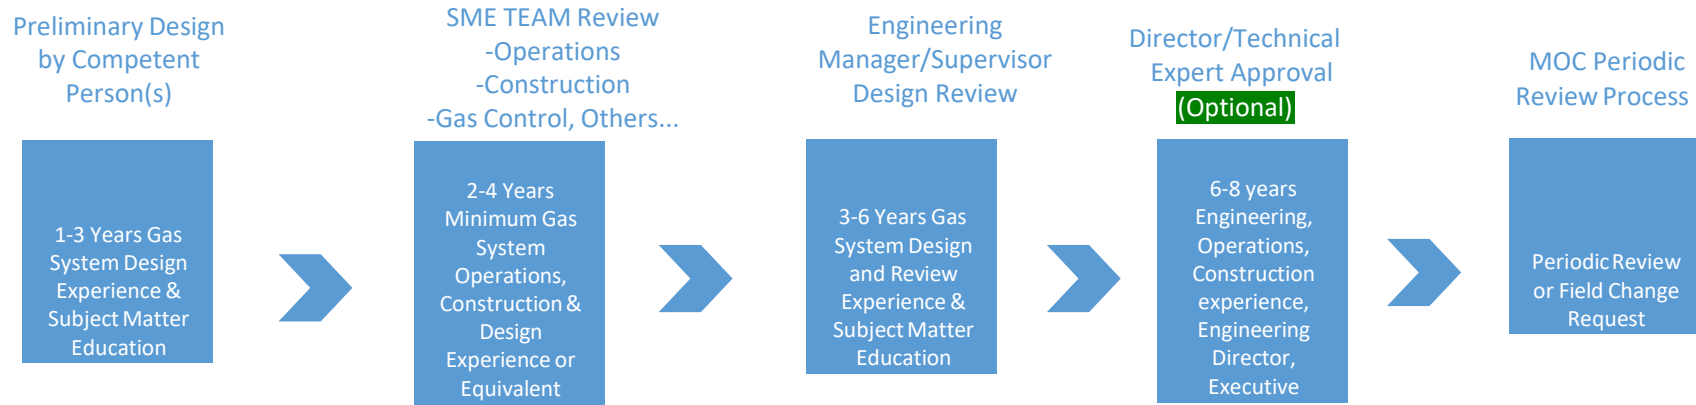 Preliminary Design
by Competent
Person(s)
SME TEAM Review
-Operations
-Construction
-Gas Control, Others...
Engineering
Manager/Supervisor
Design Review
Director/Technical
Expert Approval
(Optional)
MOC Periodic
Review Process
1-3 Years Gas
System Design
Experience &
Subject Matter
Education
2-4 Years
Minimum Gas
System
Operations,
Construction &
Design
Experience or
Equivalent
3-6 Years Gas
System Design
and Review
Experience &
Subject Matter
Education
6-8 years
Engineering,
Operations,
Construction
experience,
Engineering
Director,
Executive
Periodic Review
or Field Change
Request